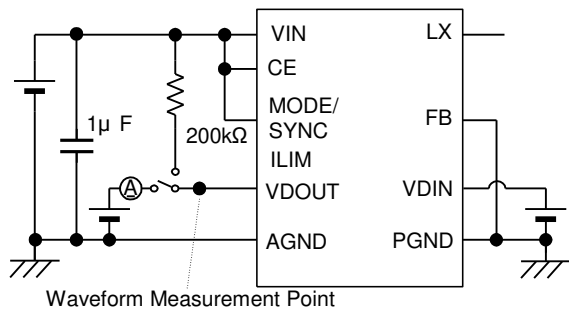 VIN
LX
CE
MODE/
SYNC
FB
1μ F
200kΩ
ILIM
A
VDOUT
VDIN
AGND
PGND
Waveform Measurement Point